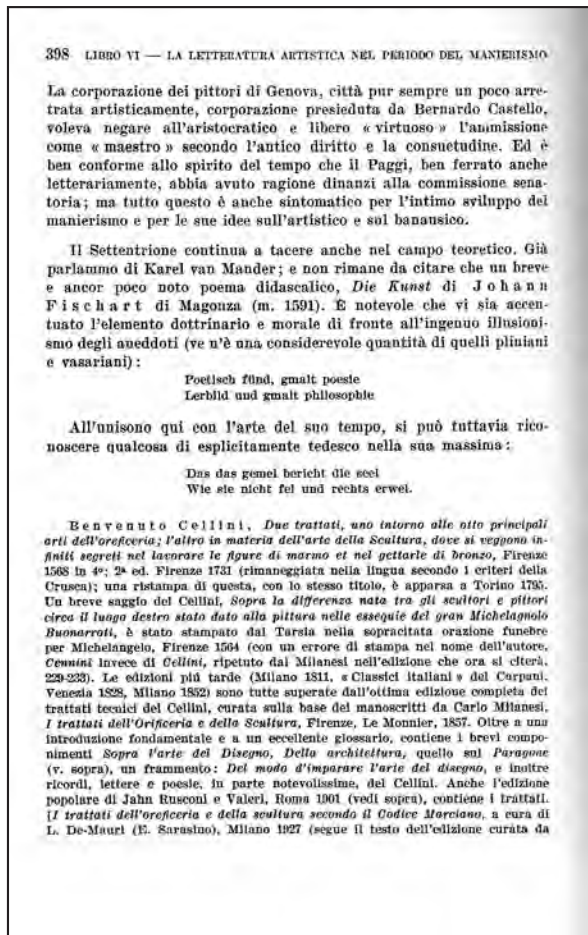 398 LIBRO VI — LA LETTERATURA ARTISTICA NEL PERIODO DEL MANIERISMO
La corporazione dei pittori di Genova, città pur sempre un poco arre-
trata artisticamente, corporazione presieduta da Bernardo Castello,
voleva negare all'aristocratico e libero « virtuoso » l'ammissione
come « maestro » secondo l'antico diritto e la consuetudine. Ed è
ben conforme allo spirito del tempo che il Paggi, ben ferrato anche
letterariamente, abbia avuto ragione dinanzi alla commissione sena-
toria; ma tutto questo è anche sintomatico per l'intimo sviluppo del
manierismo e per le sue idee sull'artistico e sul banausico.
Il Settentrione continua a tacere anche nel campo teoretico. Già
parlammo di Karel van Mander; e non rimane da citare che un breve
e ancor poco noto poema didascalico, Die Kunst di Johann
Fischart di Magonza (m. 1591). È notevole che vi sia accen-
tuato l'elemento dottrinario e morale di fronte all'ingenuo illusioni-
smo degli aneddoti (ve n'è una considerevole quantità di quelli pliniani
e vasariani):
Poetisch fünd, gmalt poesie
Lerbild und gmalt philosophie
All'unisono qui con l'arte del suo tempo, si può tuttavia rico-
noscere qualcosa di esplicitamente tedesco nella sua massima:
Das das gemel bericht die seel
Wie sie nicht fel und rechts erwel.
Benvenuto Cellini, Due trattati, uno intorno alle otto principali
arti dell'oreficeria; l'altro in materia dell'arte della Scultura, dove si veggono in-
finiti segreti nel lavorare le figure di marmo et nel gettarle di bronzo, Firenze
1568 in 4°; 2ª ed. Firenze 1731 (rimaneggiata nella lingua secondo i criteri della
Crusca); una ristampa di questa, con lo stesso titolo, è apparsa a Torino 1795.
Un breve saggio del Cellini, Sopra la differenza nata tra gli scultori e pittori
circa il luogo destro stato dato alla pittura nelle essequie del gran Michelagnolo
Buonarroti, è stato stampato dal Tarsia nella sopracitata orazione funebre
per Michelangelo, Firenze 1564 (con un errore di stampa nel nome dell'autore,
Cennini invece di Cellini, ripetuto dal Milanesi nell'edizione che ora si citerà,
229-233). Le edizioni più tarde (Milano 1811, « Classici italiani » del Carpani,
Venezia 1828, Milano 1852) sono tutte superate dall'ottima edizione completa dei
trattati tecnici del Cellini, curata sulla base dei manoscritti da Carlo Milanesi,
I trattati dell'Orificeria e della Scultura, Firenze, Le Monnier, 1857. Oltre a una
introduzione fondamentale e a un eccellente glossario, contiene i brevi compo-
nimenti Sopra l'arte del Disegno, Della architettura, quello sul Paragone
(v. sopra), un frammento: Del modo d'imparare l'arte del disegno, e inoltre
ricordi, lettere e poesie, in parte notevolissime, del Cellini. Anche l'edizione
popolare di Jahn Rusconi e Valeri, Roma 1901 (vedi sopra), contiene i trattati.
[I trattati dell'oreficeria e della scultura secondo il Codice Marciano, a cura di
L. De-Mauri (E. Sarasino), Milano 1927 (segue il testo dell'edizione curata da